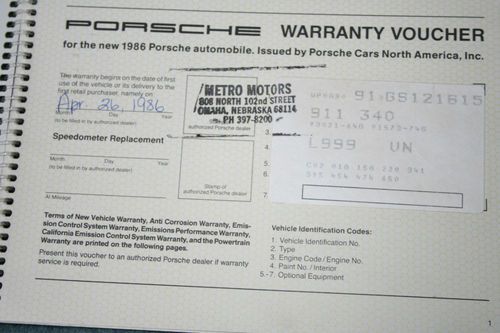 PORSCHE WARRANTY VOUCHER
for the new 1986 Porsche automobile. Issued by Porsche Cars North America, Inc.
The warranty begins on the date of first
use of the vehicle or its delivery to the
first retail purchaser, namely on
Apr. 26, 1986
Month Day Year
(to be filled in by authorized dealer)
Speedometer Replacement
Month Day Year
(to be filled in by authorized dealer)
At Mileage
METRO MOTORS
808 NORTH 102nd STREET
OMAHA, NEBRASKA 68114
PH 397-8200
authorized Porsche dealer
Stamp of
authorized Porsche dealer
3.
4.
5.
6.
7.
911 340
L999 VN
Terms of New Vehicle Warranty, Anti Corrosion Warranty, Emis-
sion Control System Warranty, Emissions Performance Warranty,
California Emission Control System Warranty, and the Powertrain
Warranty are printed on the following pages.
Present this voucher to an authorized Porsche dealer if warranty
service is required.
Vehicle Identification Codes:
1. Vehicle Identification No.
2. Type
3. Engine Code / Engine No.
4. Paint No. / Interior
5.-7. Optional Equipment
1